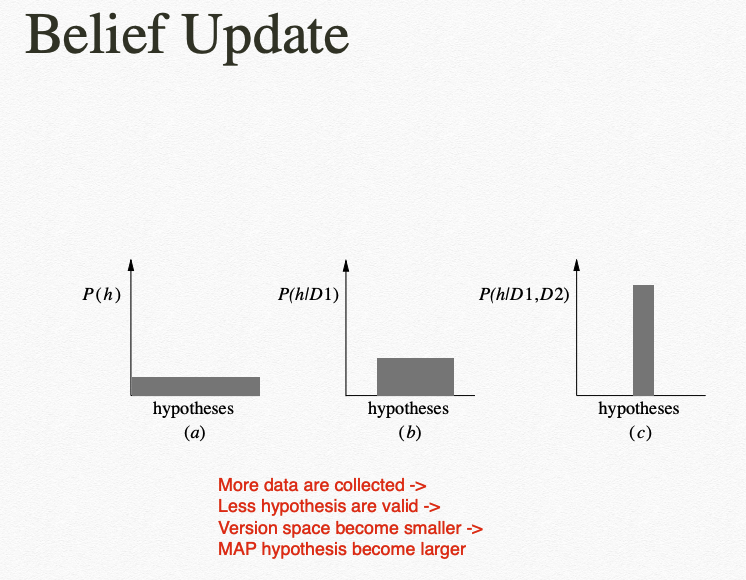 Belief Update
P(h)
P(h|D1)
P(h|D1,D2)
hypotheses
hypotheses
hypotheses
(a)
(b)
(c)
More data are collected ->
Less hypothesis are valid ->
Version space become smaller ->
MAP hypothesis become larger